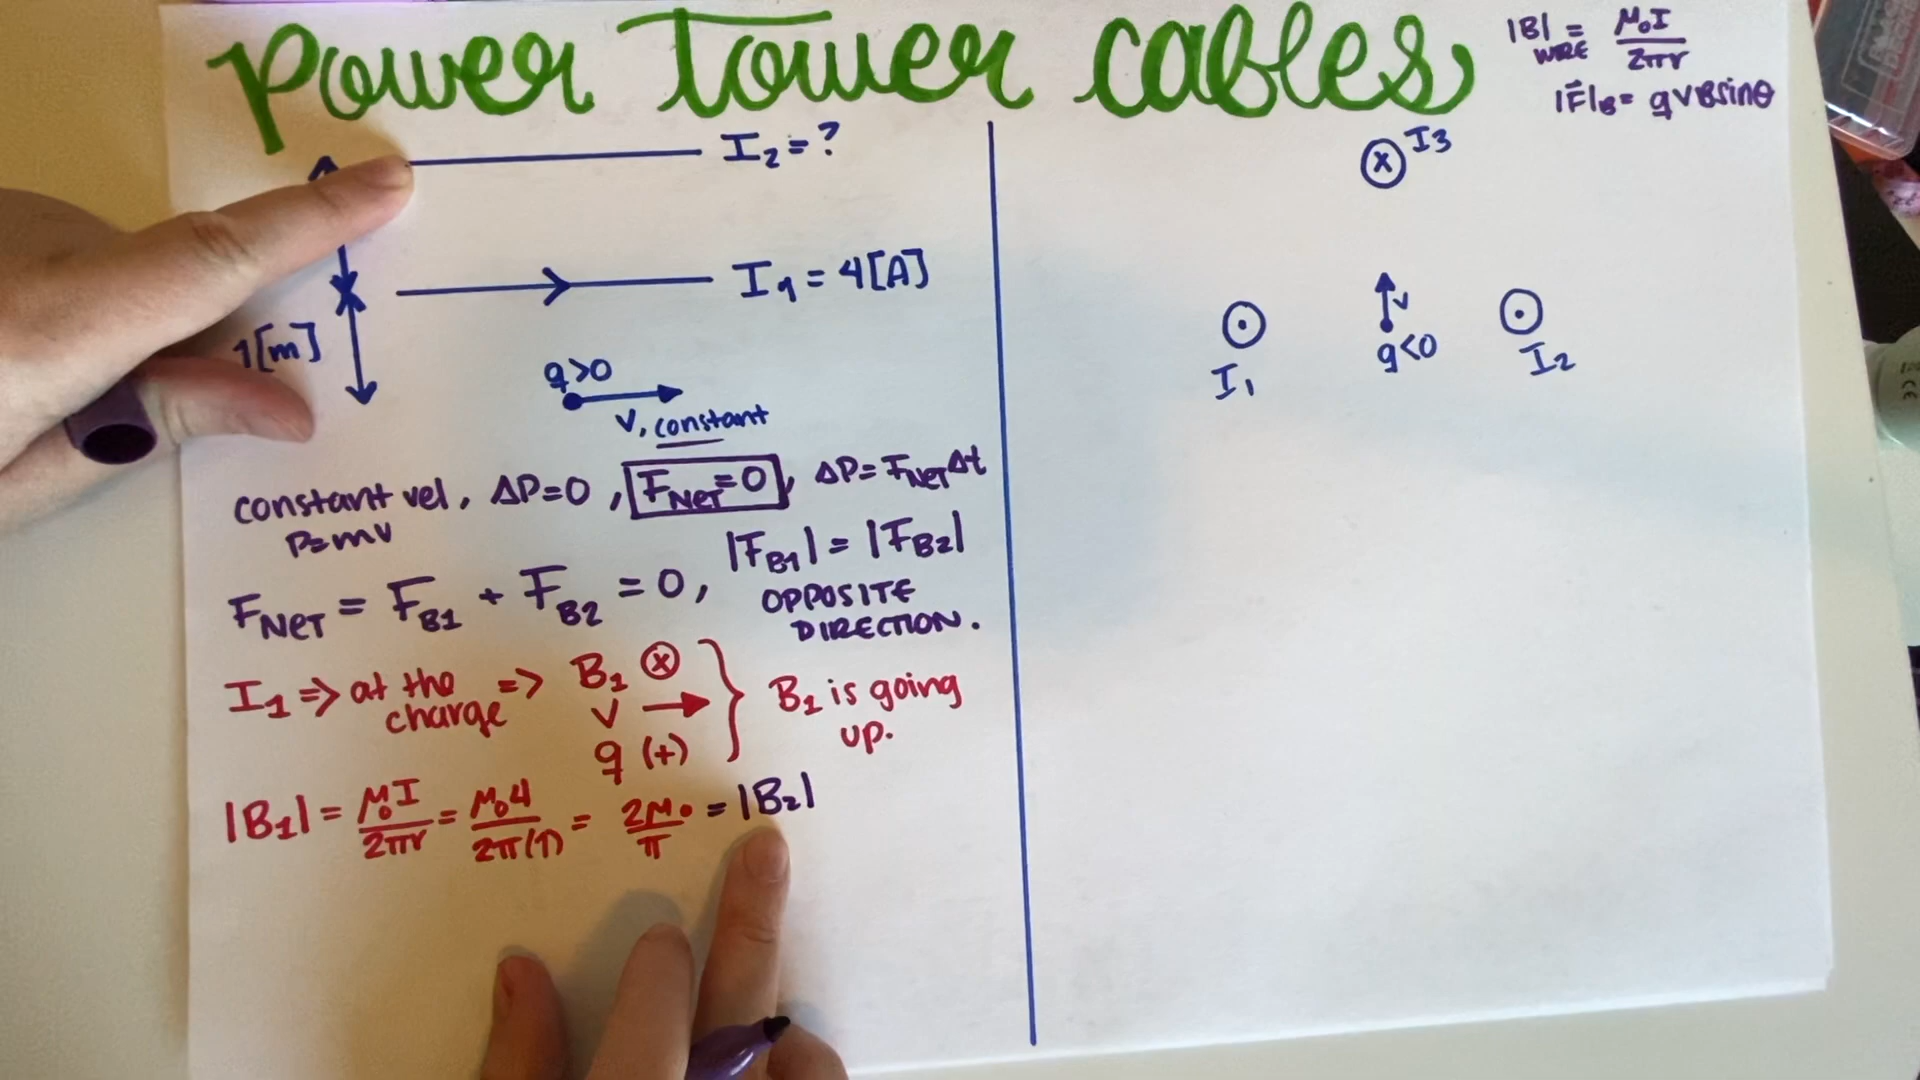 Power Tower cables
|B| WIRE = μ₀I / 2πr
|F⃗|B = qvBsinθ
I₂ = ?
I₁ = 4[A]
1[m]
q>0
v, constant
constant vel, ΔP=0, FNET=0, ΔP=FNETΔt
P=mv
|FB1| = |FB2|
OPPOSITE
DIRECTION.
FNET = FB1 + FB2 = 0,
I₁ => at the charge => B₁ ⊗
v →
q (+)
B₁ is going
up.
|B₁| = μ₀I / 2πr = μ₀4 / 2π(1) = 2μ₀ / π = |B₂|
x I3
v
q<0
I₁
I₂